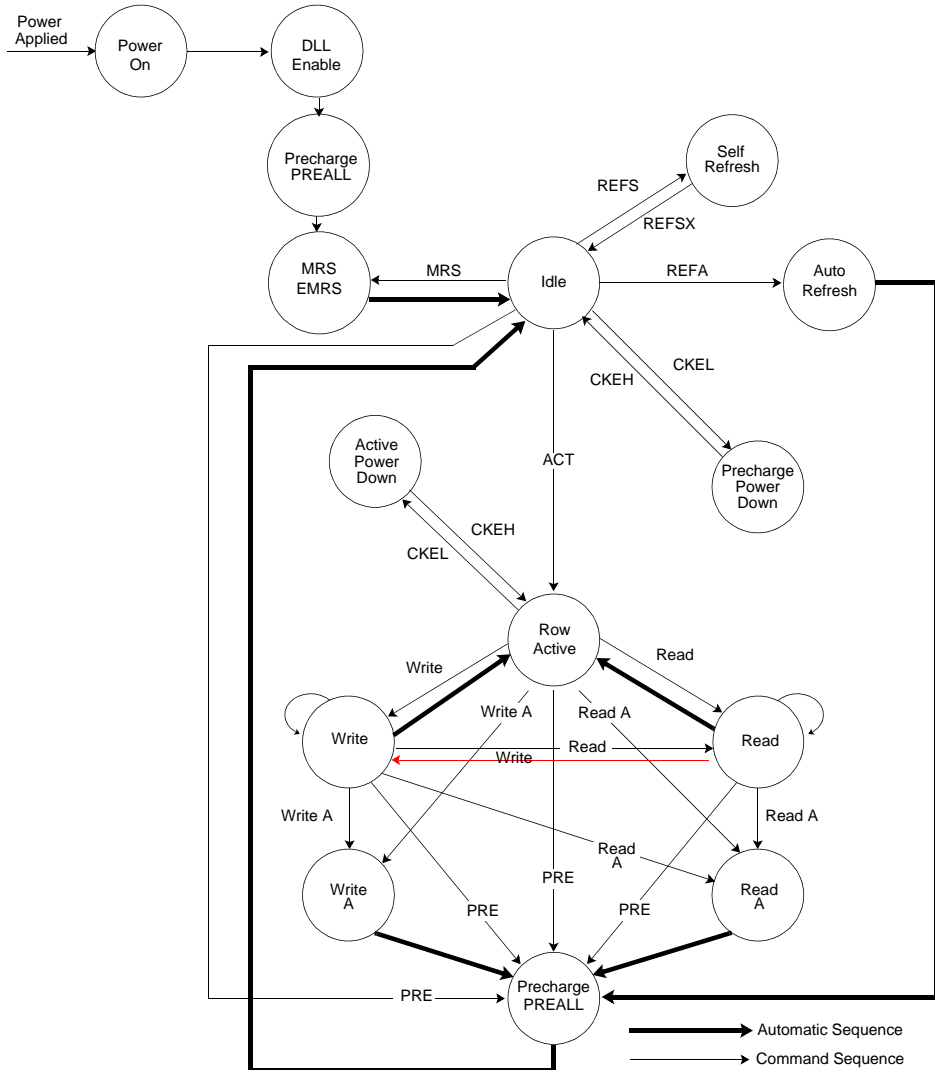 Power
Applied
Power
On
DLL
Enable
Precharge
PREALL
Self
Refresh
REFS
REFSX
MRS
EMRS
MRS
Idle
REFA
Auto
Refresh
CKEL
CKEH
Active
Power
Down
ACT
Precharge
Power
Down
CKEH
CKEL
Row
Active
Write
Read
Write A
Read A
Write
Read
Write
Read
Write A
Read A
Read
A
Write
A
PRE
Read
A
PRE
PRE
Precharge
PREALL
PRE
Automatic Sequence
Command Sequence